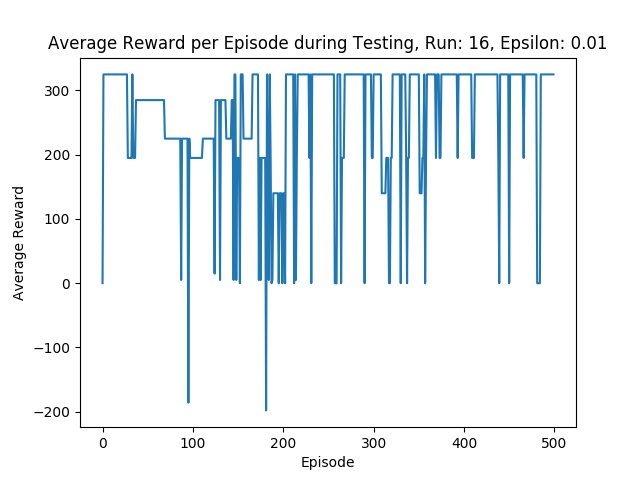 Average Reward per Episode during Testing, Run: 16, Epsilon: 0.01
300
200
100
0
−100
−200
Average Reward
0 100 200 300 400 500
Episode